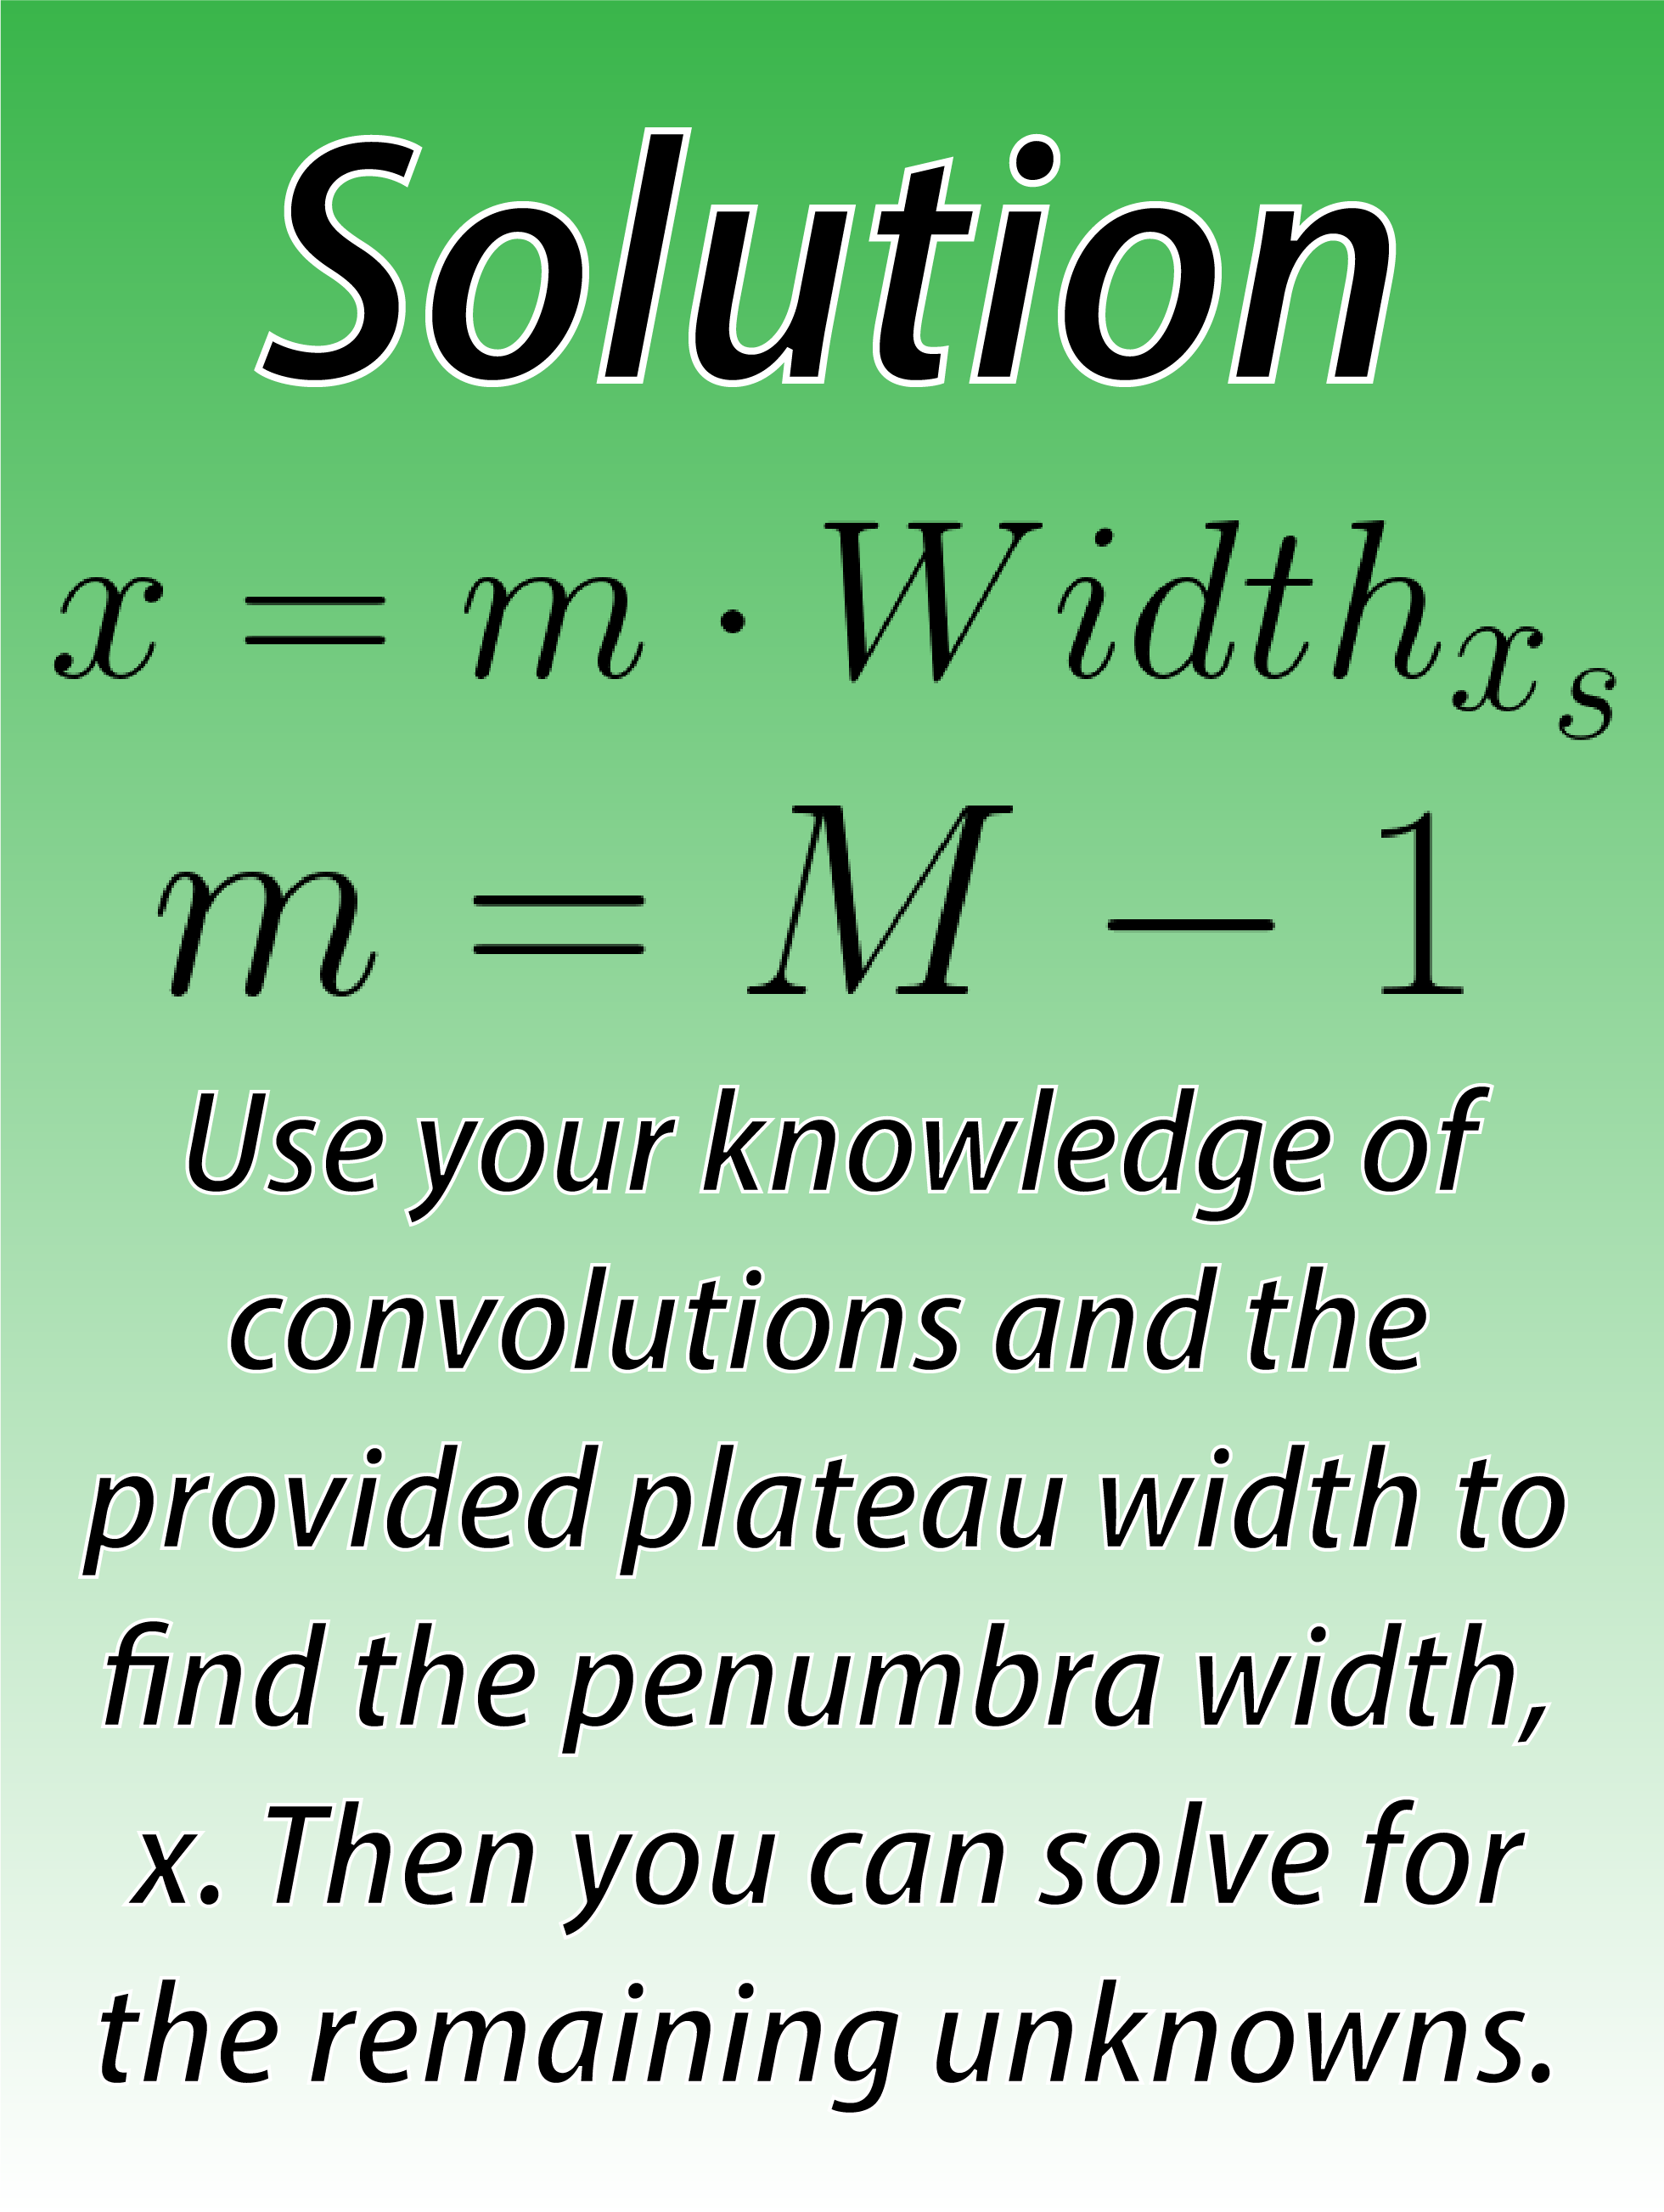 Solution
x = m · Width_{x_s}
m = M − 1
Use your knowledge of
convolutions and the
provided plateau width to
find the penumbra width,
x. Then you can solve for
the remaining unknowns.